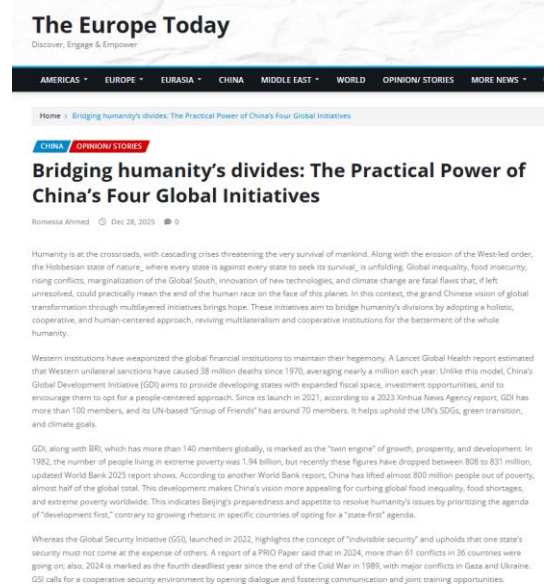 The Europe Today
Discover, Engage & Empower
AMERICAS EUROPE EURASIA CHINA MIDDLE EAST WORLD OPINION/ STORIES MORE NEWS
Home > Bridging humanity's divides: The Practical Power of China's Four Global Initiatives
CHINA OPINION/ STORIES
Bridging humanity's divides: The Practical Power of
China's Four Global Initiatives
Romessa Ahmed Dec 28, 2025 0
Humanity is at the crossroads, with cascading crises threatening the very survival of mankind. Along with the erosion of the West-led order,
the Hobbesian state of nature_ where every state is against every state to seek its survival_ is unfolding. Global inequality, food insecurity,
rising conflicts, marginalization of the Global South, innovation of new technologies, and climate change are fatal flaws that, if left
unresolved, could practically mean the end of the human race on the face of this planet. In this context, the grand Chinese vision of global
transformation through multilayered initiatives brings hope. These initiatives aim to bridge humanity's divisions by adopting a holistic,
cooperative, and human-centered approach, reviving multilateralism and cooperative institutions for the betterment of the whole
humanity.
Western institutions have weaponized the global financial institutions to maintain their hegemony. A Lancet Global Health report estimated
that Western unilateral sanctions have caused 38 million deaths since 1970, averaging nearly a million each year. Unlike this model, China's
Global Development Initiative (GDI) aims to provide developing states with expanded fiscal space, investment opportunities, and to
encourage them to opt for a people-centered approach. Since its launch in 2021, according to a 2023 Xinhua News Agency report, GDI has
more than 100 members, and its UN-based "Group of Friends" has around 70 members. It helps uphold the UN's SDGs, green transition,
and climate goals.
GDI, along with BRI, which has more than 140 members globally, is marked as the "twin engine" of growth, prosperity, and development. In
1982, the number of people living in extreme poverty was 1.94 billion, but recently these figures have dropped between 808 to 831 million,
updated World Bank 2025 report shows. According to another World Bank report, China has lifted almost 800 million people out of poverty,
almost half of the global total. This development makes China's vision more appealing for curbing global food inequality, food shortages,
and extreme poverty worldwide. This indicates Beijing's preparedness and appetite to resolve humanity's issues by prioritizing the agenda
of "development first," contrary to growing rhetoric in specific countries of opting for a "state-first" agenda.
Whereas the Global Security Initiative (GSI), launched in 2022, highlights the concept of "indivisible security" and upholds that one state's
security must not come at the expense of others. A report of a PRIO Paper said that in 2024, more than 61 conflicts in 36 countries were
going on; also, 2024 is marked as the fourth deadliest year since the end of the Cold War in 1989, with major conflicts in Gaza and Ukraine.
GSI calls for a cooperative security environment by opening dialogue and fostering communication and joint training opportunities.